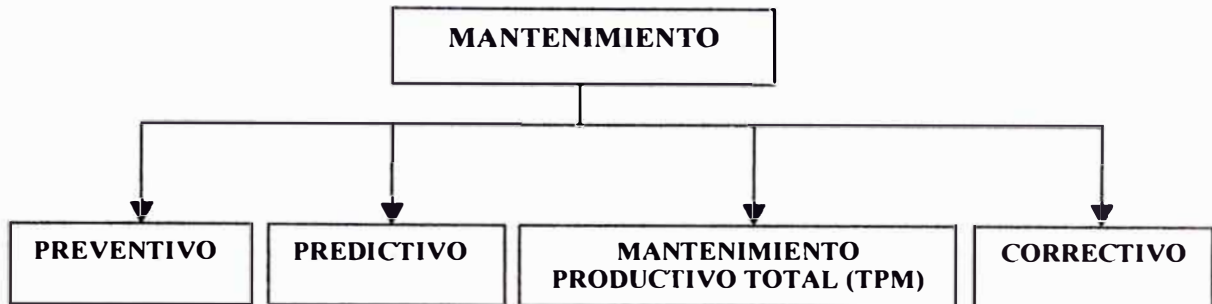 MANTENIMIENTO
PREVENTIVO
PREDICTIVO
MANTENIMIENTO
PRODUCTIVO TOTAL (TPM)
CORRECTIVO